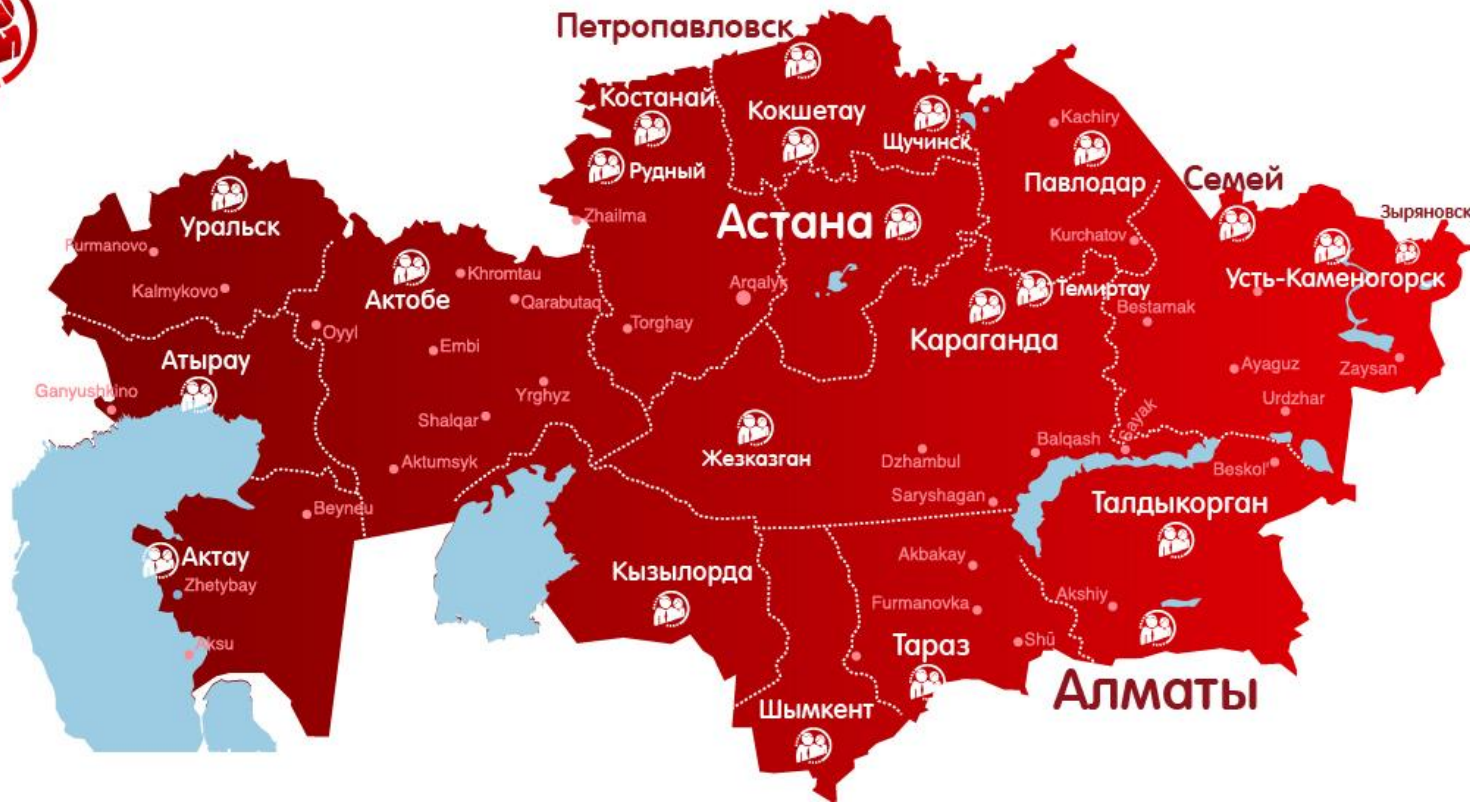 Петропавловск
Костанай
Кокшетау
Щучинск
Kachiry
Рудный
Павлодар
Семей
Зыряновск
Уральск
Zhailma
Астана
Kurchatov
Furmanovo
Khromtau
Усть-Каменогорск
Kalmykovo
Актобе
Qarabutaq
Arqalyk
Темиртау
Bestamak
Oyyl
Torghay
Караганда
Embi
Атырау
Ayaguz
Zaysan
Ganyushkino
Yrghyz
Urdzhar
Shalqar
Balqash
Sayak
Жезказган
Dzhambul
Aktumsyk
Beskol'
Saryshagan
Талдыкорган
Beyneu
Актау
Akbakay
Кызылорда
Zhetybay
Furmanovka
Akshiy
Aksu
Тараз
Shū
Алматы
Шымкент